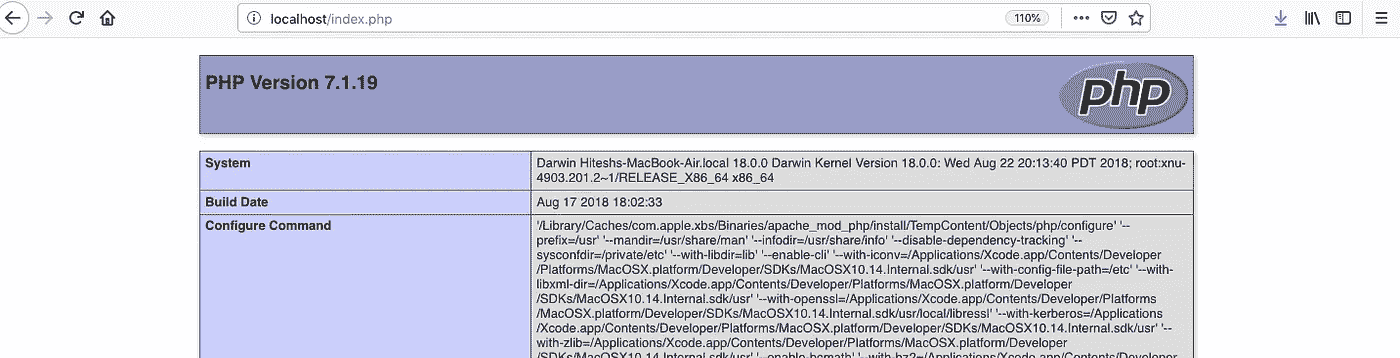 localhost/index.php
110%
PHP Version 7.1.19
php
System
Darwin Hiteshs-MacBook-Air.local 18.0.0 Darwin Kernel Version 18.0.0: Wed Aug 22 20:13:40 PDT 2018; root:xnu-
4903.201.2~1/RELEASE_X86_64 x86_64
Build Date
Aug 17 2018 18:02:33
Configure Command
'/Library/Caches/com.apple.xbs/Binaries/apache_mod_php/install/TempContent/Objects/php/configure' '--
prefix=/usr' '--mandir=/usr/share/man' '--infodir=/usr/share/info' '--disable-dependency-tracking' '--
sysconfdir=/private/etc' '--with-libdir=lib' '--enable-cli' '--with-iconv=/Applications/Xcode.app/Contents/Developer
/Platforms/MacOSX.platform/Developer/SDKs/MacOSX10.14.Internal.sdk/usr' '--with-config-file-path=/etc' '--with-
libxml-dir=/Applications/Xcode.app/Contents/Developer/Platforms/MacOSX.platform/Developer
/SDKs/MacOSX10.14.Internal.sdk/usr' '--with-openssl=/Applications/Xcode.app/Contents/Developer/Platforms
/MacOSX.platform/Developer/SDKs/MacOSX10.14.Internal.sdk/usr/local/libressl' '--with-kerberos=/Applications
/Xcode.app/Contents/Developer/Platforms/MacOSX.platform/Developer/SDKs/MacOSX10.14.Internal.sdk/usr' '--
with-zlib=/Applications/Xcode.app/Contents/Developer/Platforms/MacOSX.platform/Developer
/SDKs/MacOSX10.14.Internal.sdk/usr' '--enable-bcmath' '--with-bz2=/Applications/Xcode.app/Contents/Developer